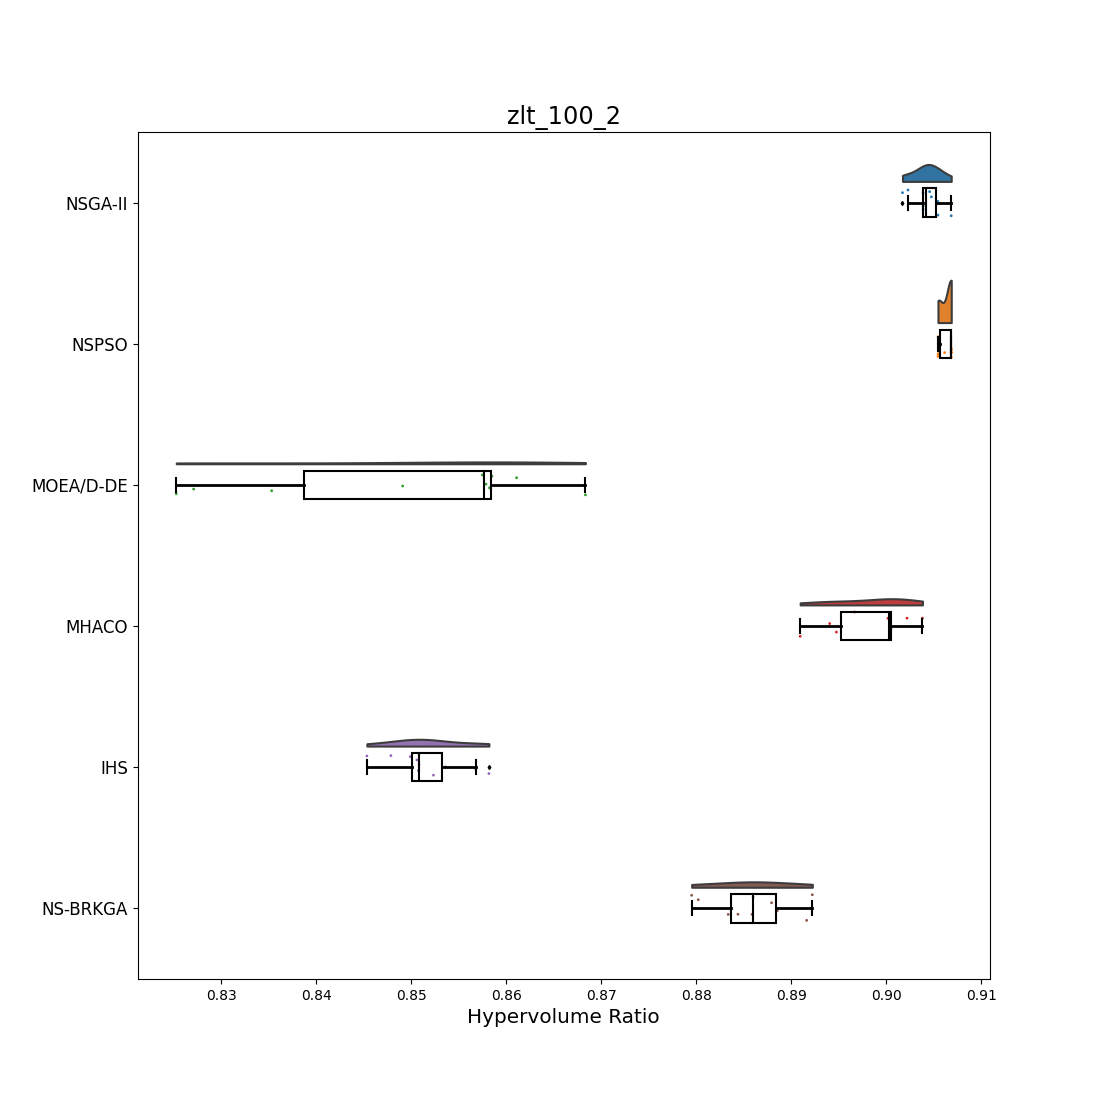 zlt_100_2
NSGA-II
NSPSO
MOEA/D-DE
MHACO
IHS
NS-BRKGA
0.83 0.84 0.85 0.86 0.87 0.88 0.89 0.90 0.91
Hypervolume Ratio